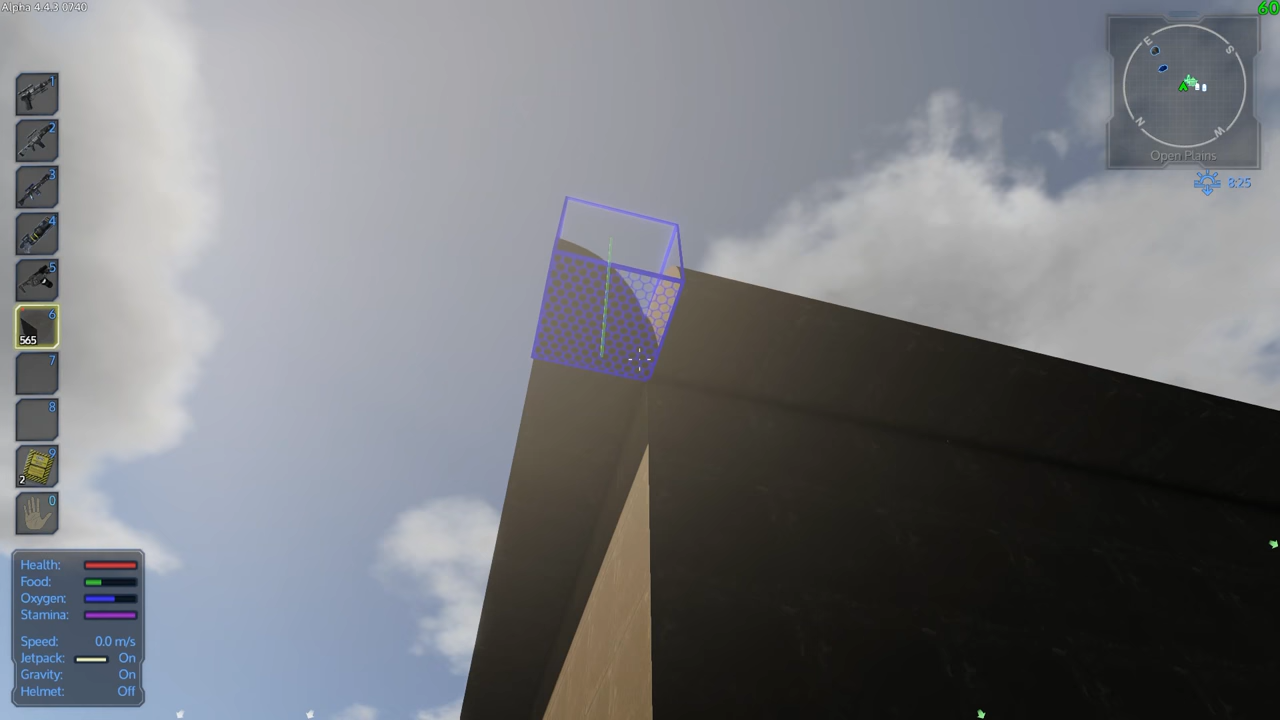 Alpha 4.4.3 0740
60
1
2
3
4
5
6
565
7
8
9
2
0
E
S
N
W
Open Plains
8:25
Health:
Food:
Oxygen:
Stamina:
Speed: 0.0 m/s
Jetpack: On
Gravity: On
Helmet: Off